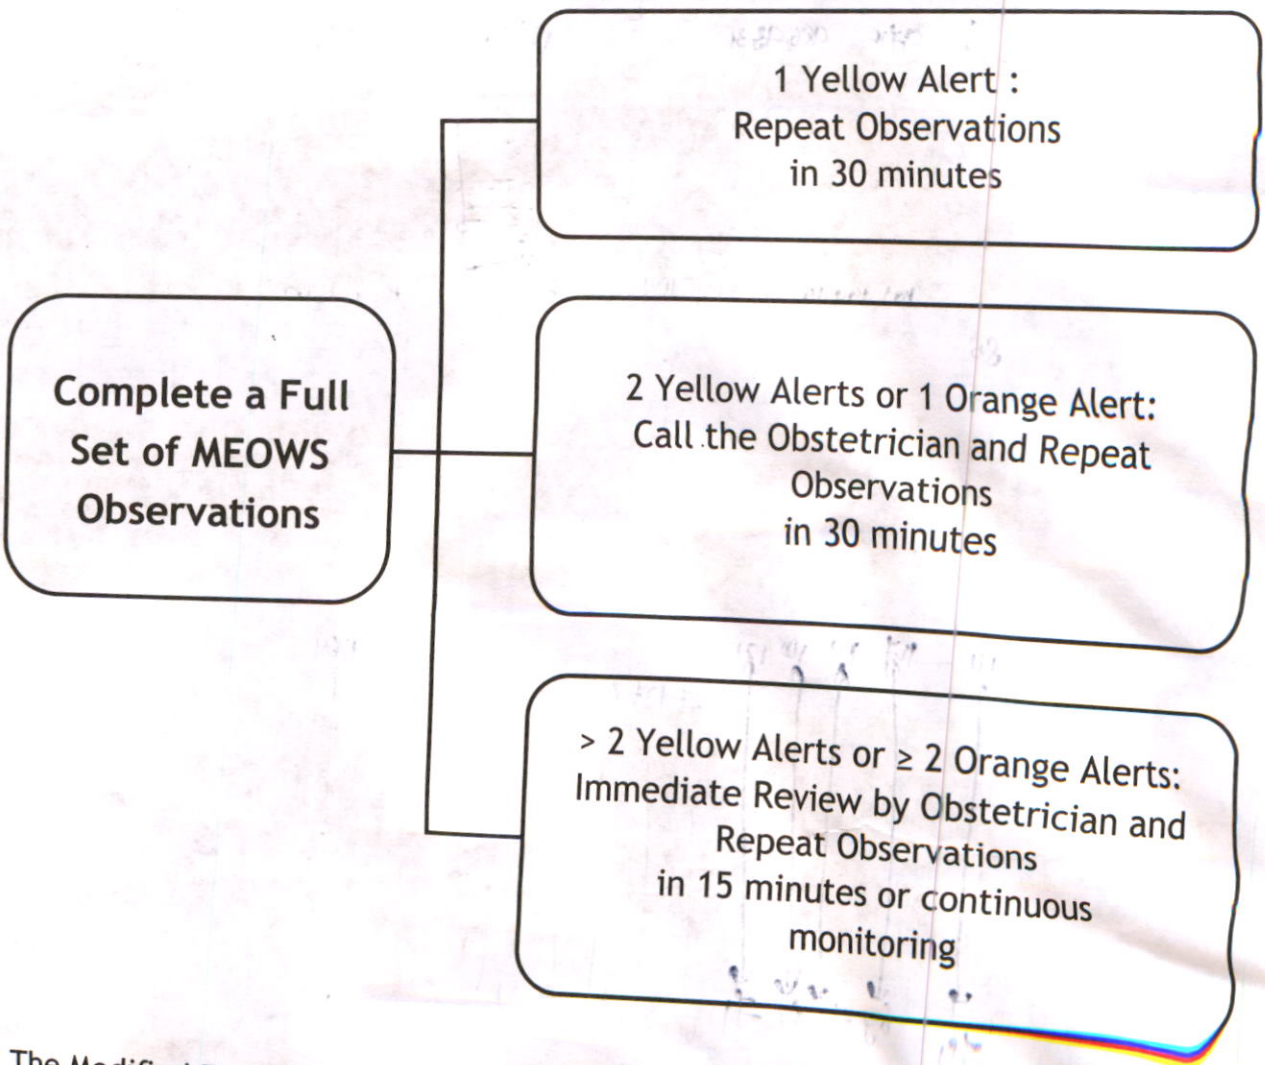 1 Yellow Alert :
Repeat Observations
in 30 minutes
Complete a Full
Set of MEOWS
Observations
2 Yellow Alerts or 1 Orange Alert:
Call the Obstetrician and Repeat
Observations
in 30 minutes
> 2 Yellow Alerts or ≥ 2 Orange Alerts:
Immediate Review by Obstetrician and
Repeat Observations
in 15 minutes or continuous
monitoring
The